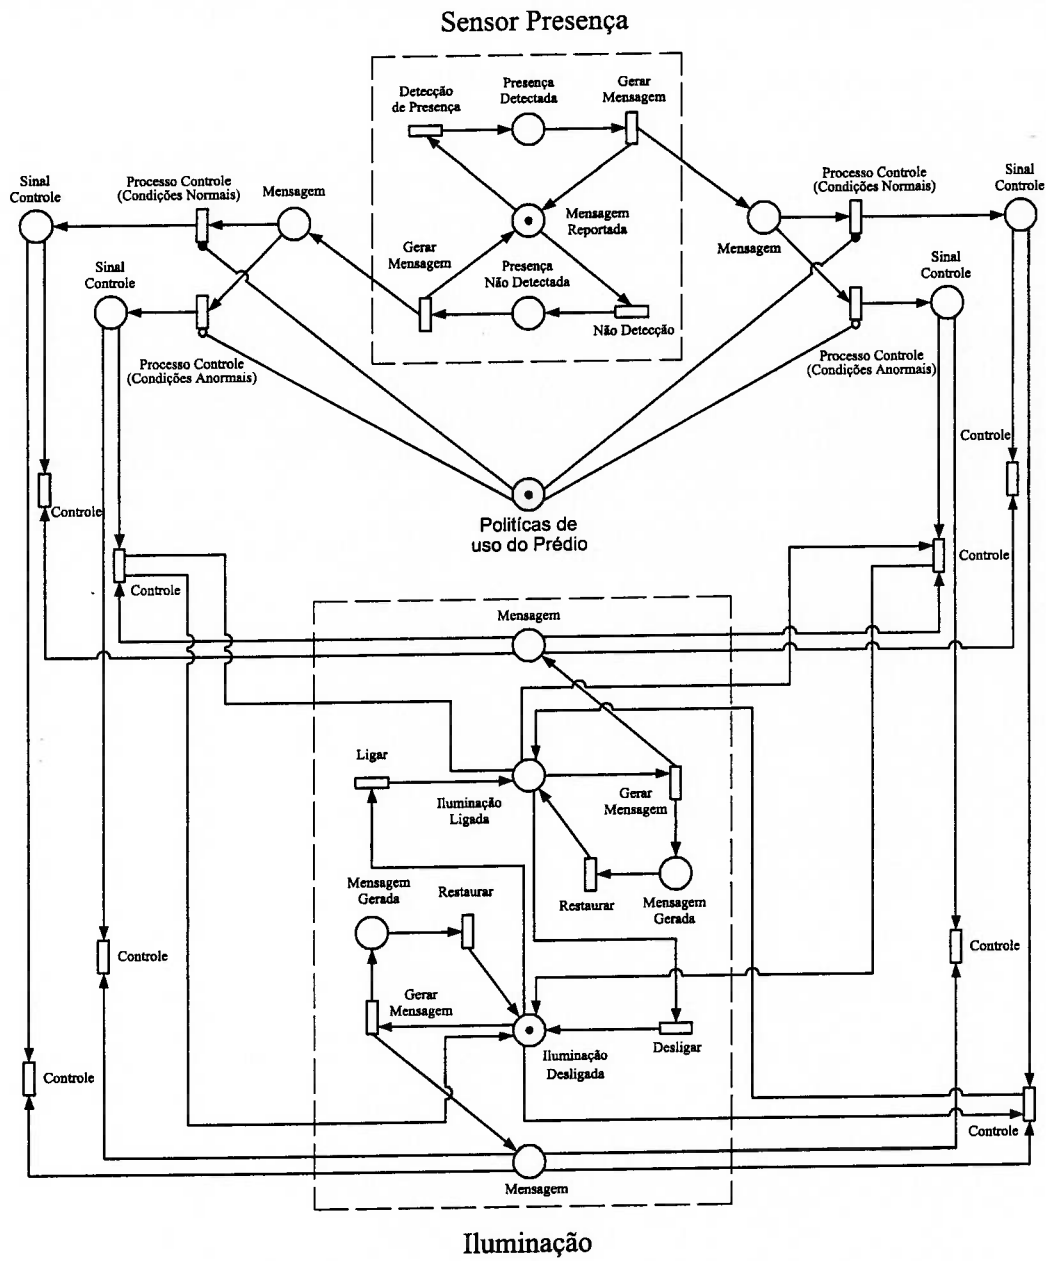 Sensor Presença
Detecção
de Presença
Presença
Detectada
Gerar
Mensagem
Sinal
Controle
Processo Controle
(Condições Normais)
Mensagem
Mensagem
Reportada
Gerar
Mensagem
Presença
Não Detectada
Não Detecção
Mensagem
Processo Controle
(Condições Normais)
Sinal
Controle
Sinal
Controle
Sinal
Controle
Processo Controle
(Condições Anormais)
Processo Controle
(Condições Anormais)
Controle
Controle
Politícas de
uso do Prédio
Controle
Controle
Mensagem
Ligar
Iluminação
Ligada
Gerar
Mensagem
Restaurar
Mensagem
Gerada
Mensagem
Gerada
Restaurar
Controle
Controle
Gerar
Mensagem
Iluminação
Desligada
Desligar
Controle
Controle
Mensagem
Iluminação